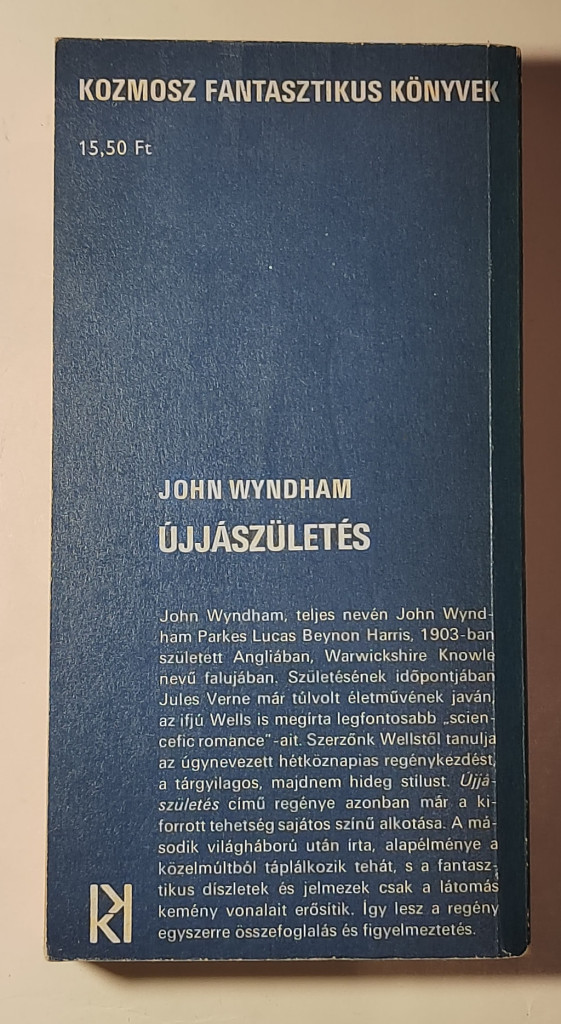 KOZMOSZ FANTASZTIKUS KÖNYVEK
15,50 Ft
JOHN WYNDHAM
ÚJJÁSZÜLETÉS
John Wyndham, teljes nevén John Wynd-
ham Parkes Lucas Beynon Harris, 1903-ban
született Angliában, Warwickshire Knowle
nevű falujában. Születésének időpontjában
Jules Verne már túlvolt életművének javán,
az ifjú Wells is megírta legfontosabb „scien-
cefic romance”-ait. Szerzőnk Wellstől tanulja
az úgynevezett hétköznapias regénykezdést,
a tárgyilagos, majdnem hideg stílust. Újjá-
születés című regénye azonban már a ki-
forrott tehetség sajátos színű alkotása. A má-
sodik világháború után írta, alapélménye a
közelmúltból táplálkozik tehát, s a fantasz-
tikus díszletek és jelmezek csak a látomás
kemény vonalait erősítik. Így lesz a regény
egyszerre összefoglalás és figyelmeztetés.